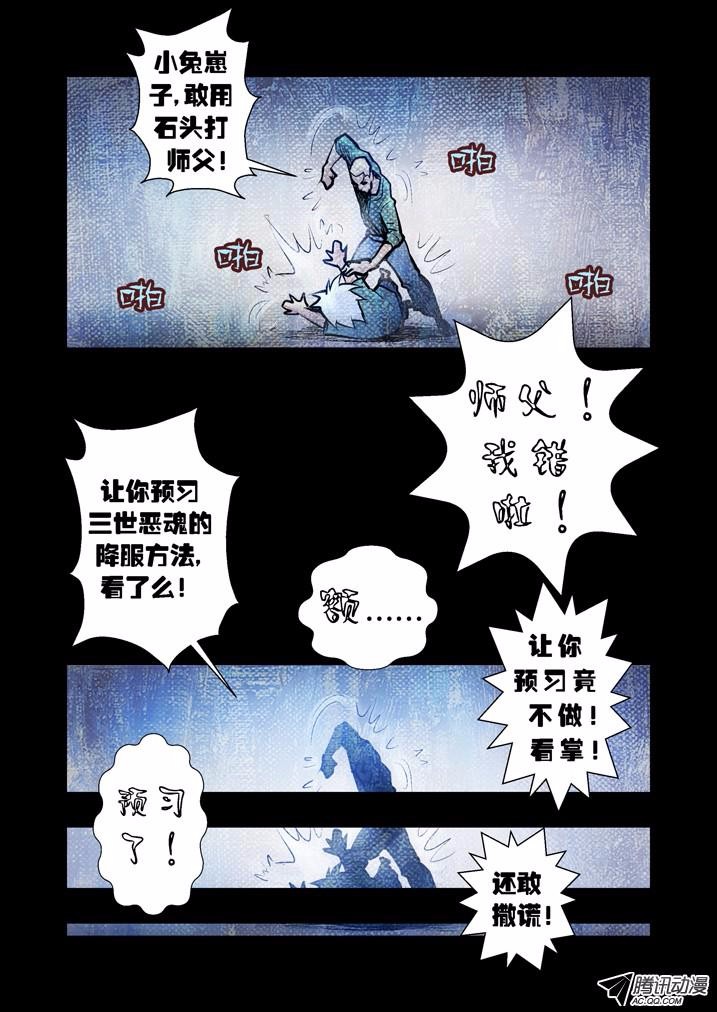 小兔崽
子，敢用
石头打
师父！
啪
啪
啪
啪
师父！
我错
啦！
让你预习
三世恶魂的
降服方法，
看了么！
额……
让你
预习竟
不做！
看掌！
预习
了！
还敢
撒谎！
腾讯动漫
AC.QQ.COM